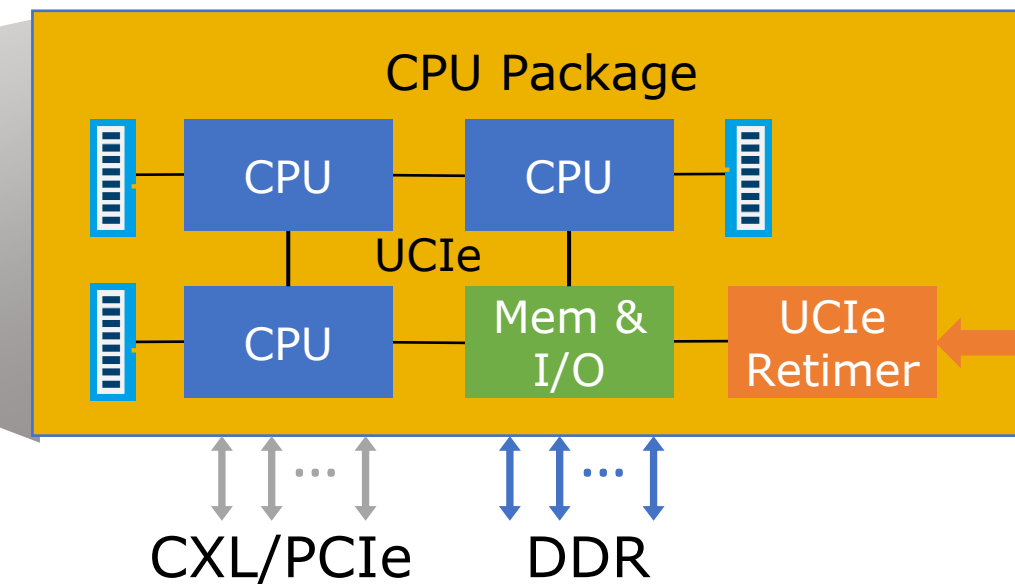 CPU Package
CPU
CPU
UCIe
CPU
Mem &
I/O
UCIe
Retimer
...
...
CXL/PCIe
DDR